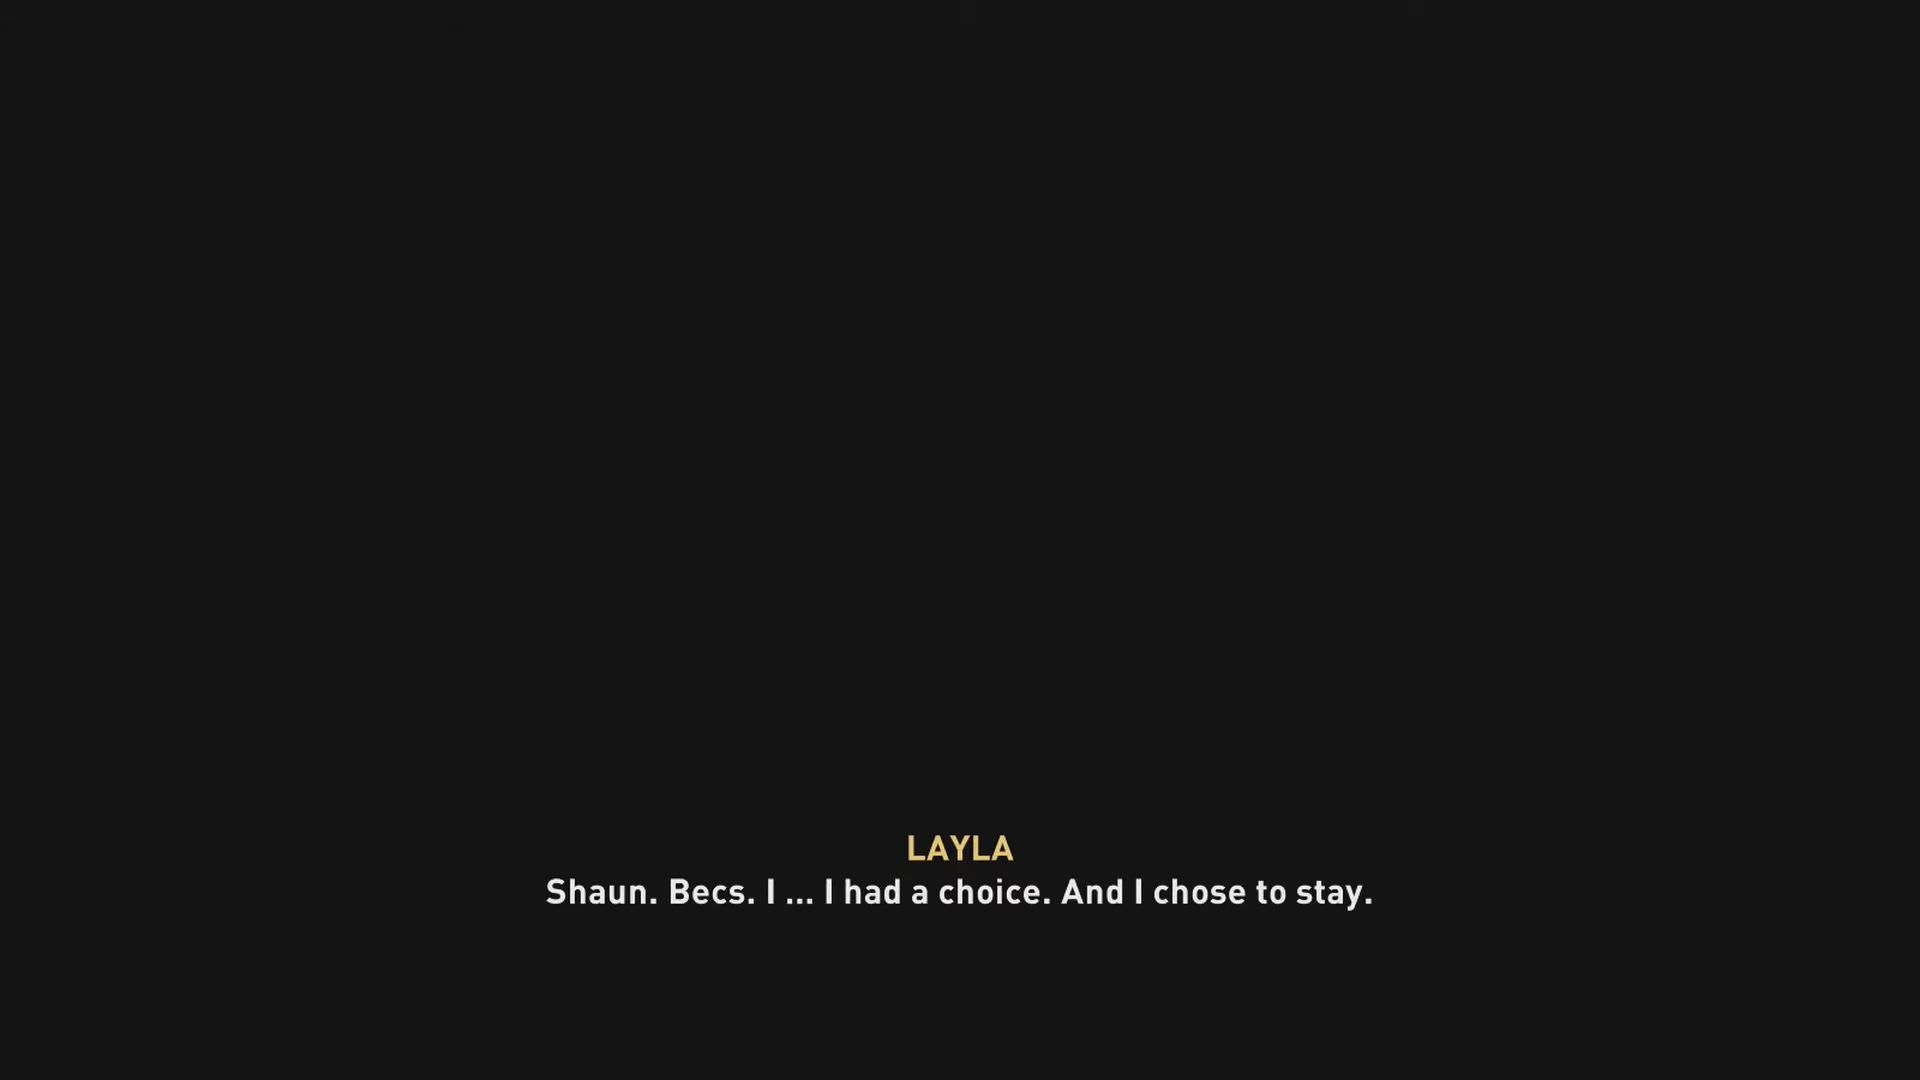 LAYLA
Shaun. Becs. I ... I had a choice. And I chose to stay.